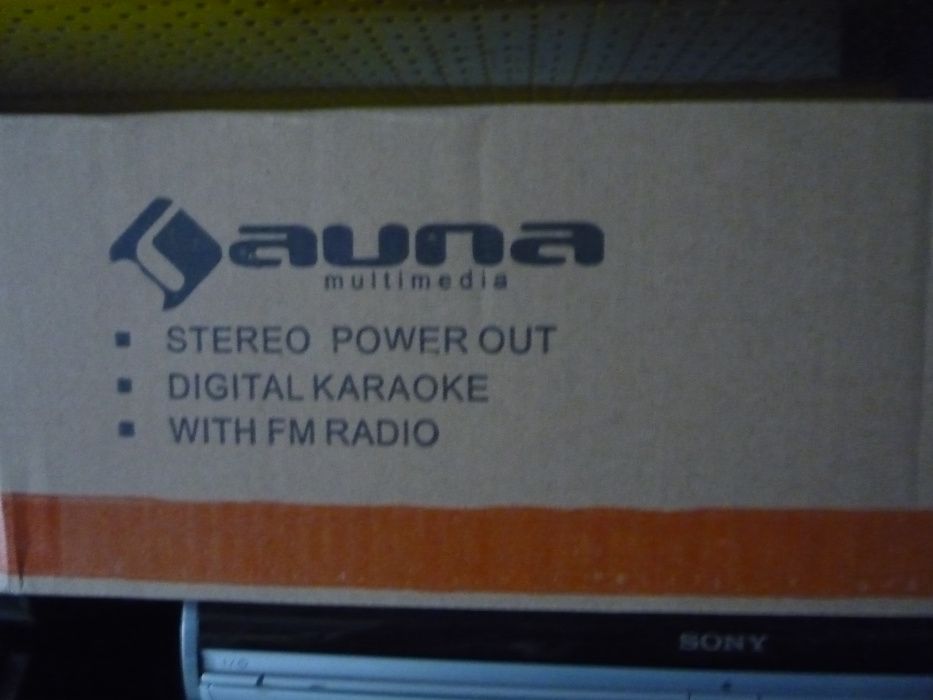 auna
multimedia
▪ STEREO POWER OUT
▪ DIGITAL KARAOKE
▪ WITH FM RADIO
SONY
I/⏻